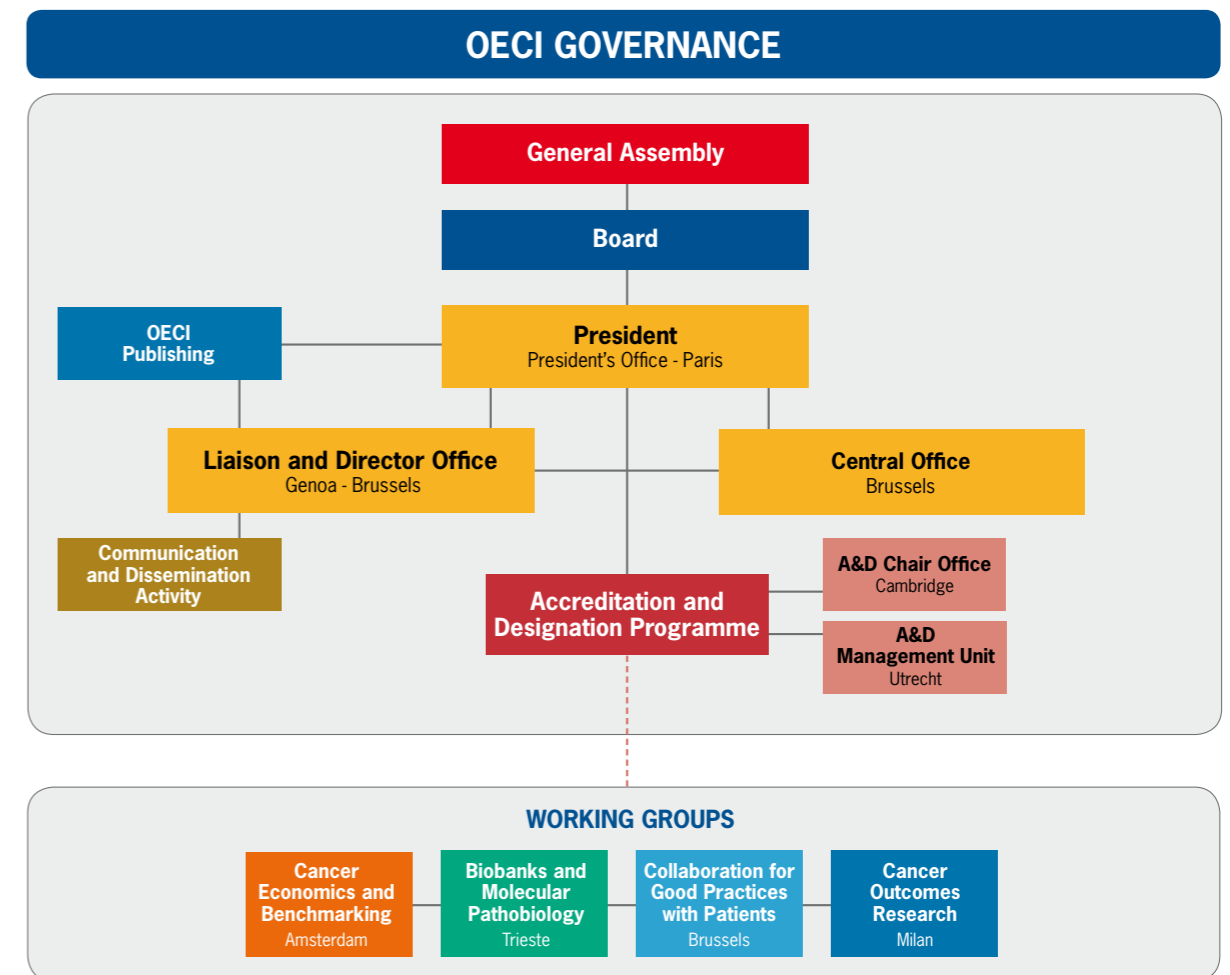 OECI GOVERNANCE
General Assembly
Board
OECI
Publishing
President
President's Office - Paris
Liaison and Director Office
Genoa - Brussels
Central Office
Brussels
Communication
and Dissemination
Activity
Accreditation and
Designation Programme
A&D Chair Office
Cambridge
A&D
Management Unit
Utrecht
WORKING GROUPS
Cancer
Economics and
Benchmarking
Amsterdam
Biobanks and
Molecular
Pathobiology
Trieste
Collaboration for
Good Practices
with Patients
Brussels
Cancer
Outcomes
Research
Milan